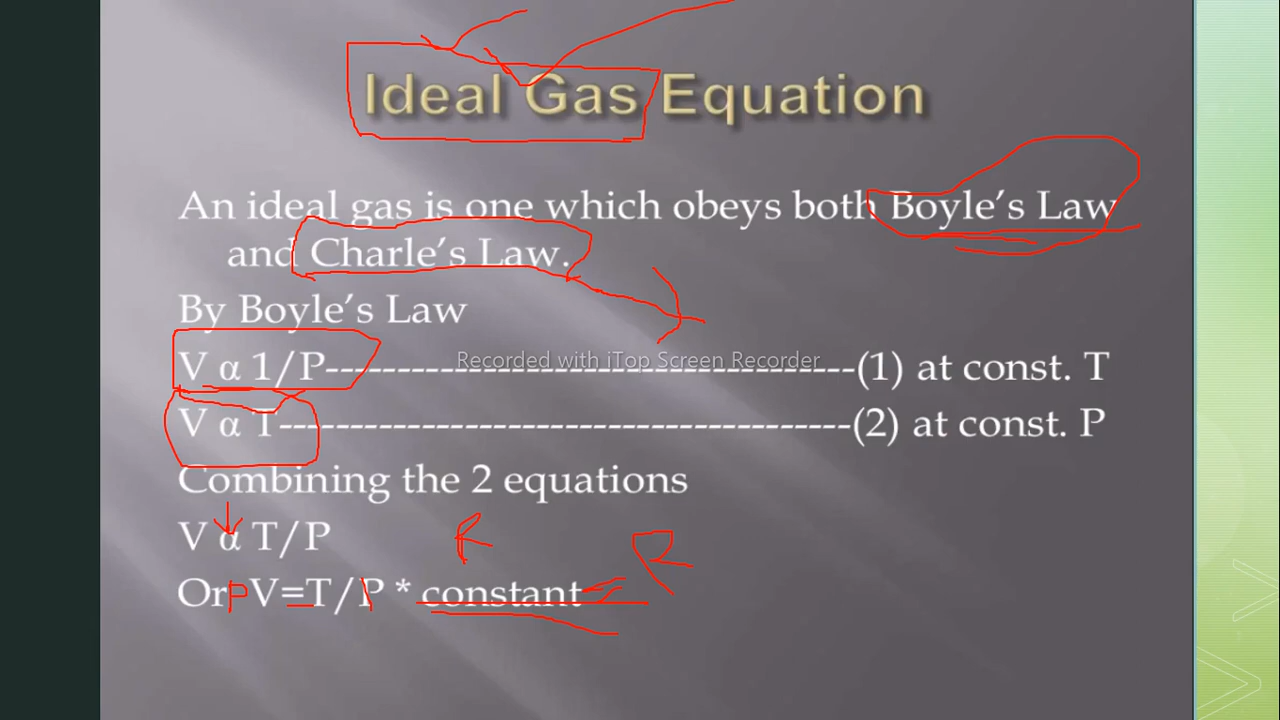 Ideal Gas Equation
An ideal gas is one which obeys both Boyle's Law
and Charle's Law.
By Boyle's Law
V α 1/P--------------------------------------(1) at const. T
Recorded with iTop Screen Recorder
V α T-----------------------------------------(2) at const. P
Combining the 2 equations
V α T/P
R
R
Or P V=T/P * constant